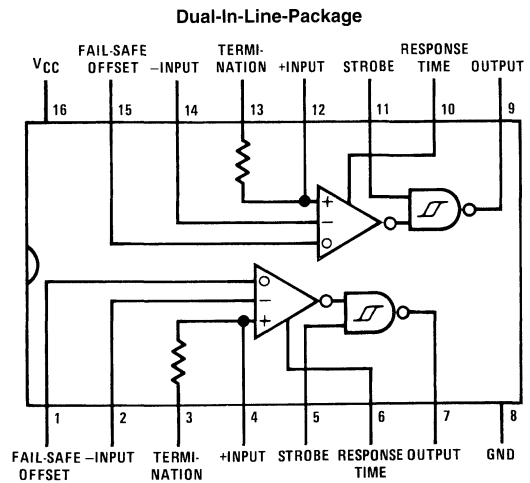 Dual-In-Line-Package
VCC
FAIL-SAFE
OFFSET
–INPUT
TERMI-
NATION
+INPUT
STROBE
RESPONSE
TIME
OUTPUT
16
15
14
13
12
11
10
9
+
–
+
–
1
2
3
4
5
6
7
8
FAIL-SAFE
OFFSET
–INPUT
TERMI-
NATION
+INPUT
STROBE
RESPONSE
TIME
OUTPUT
GND